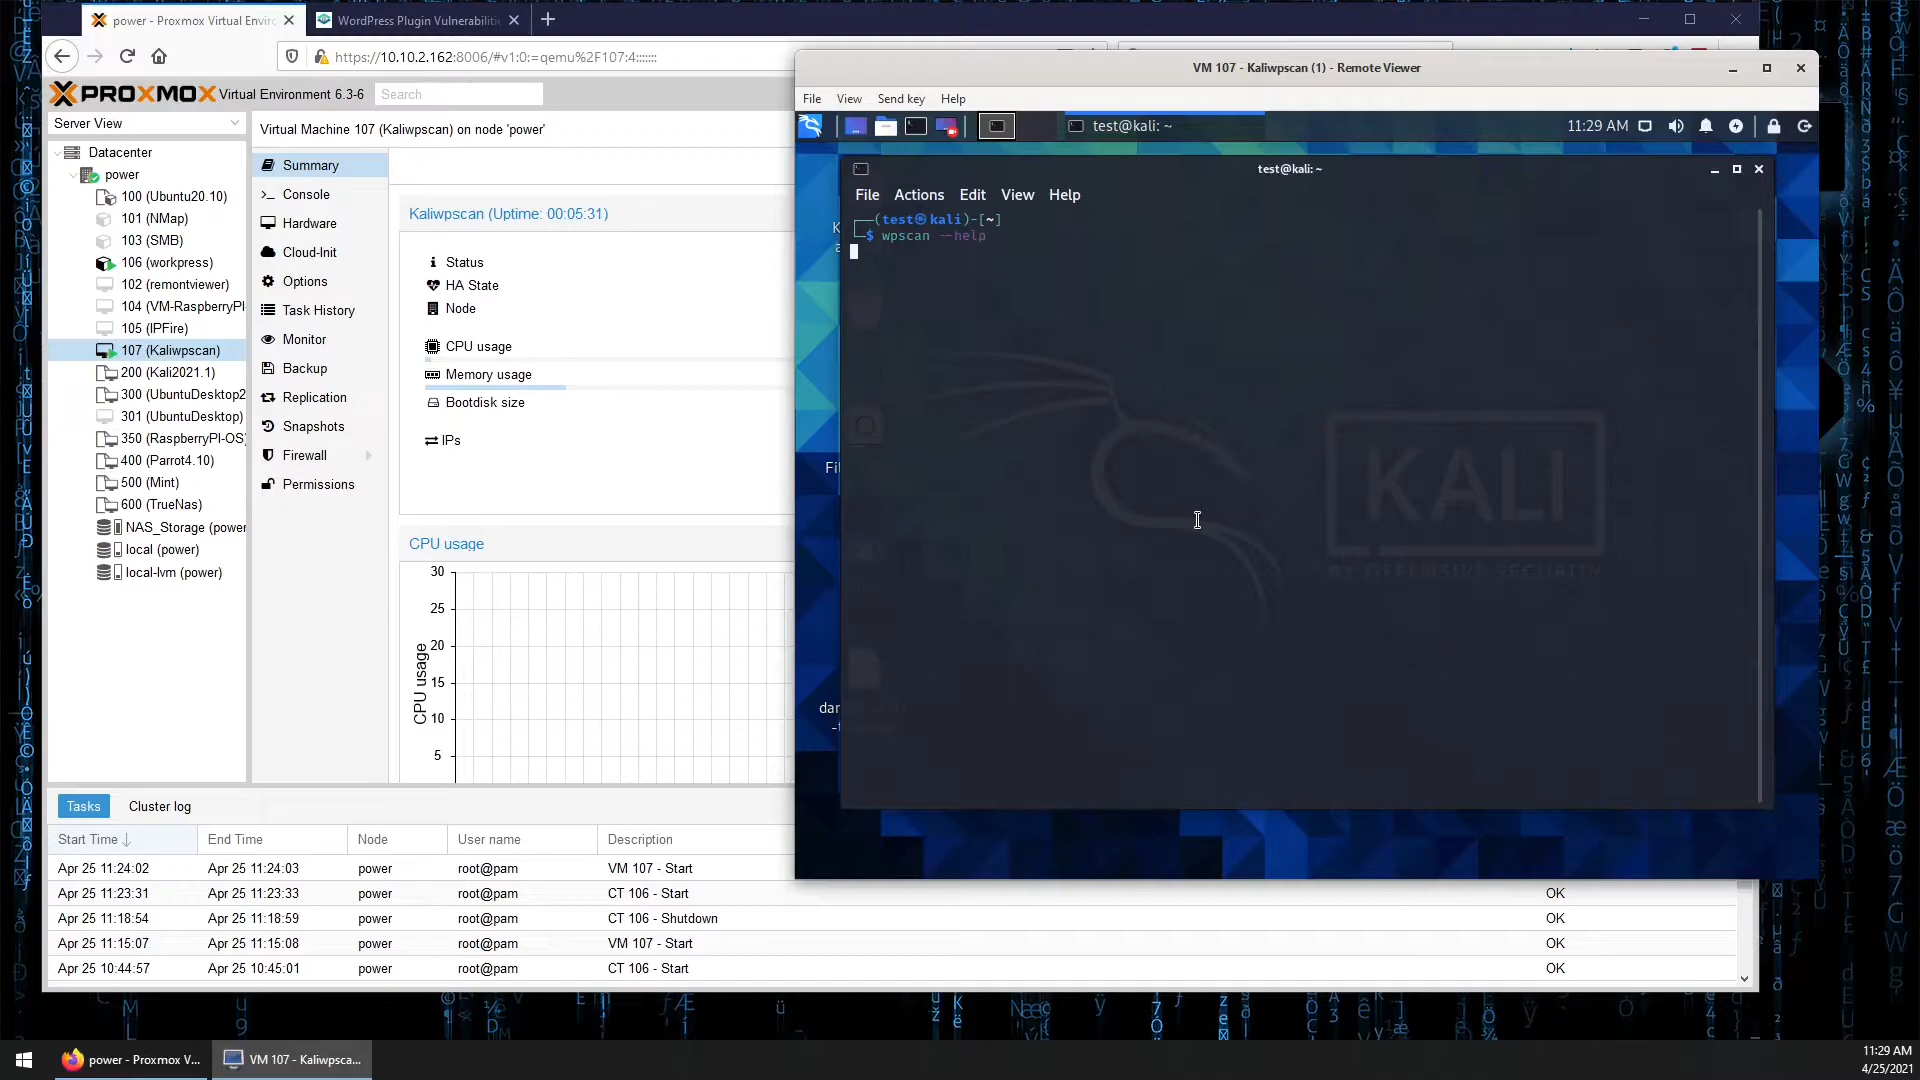 power - Proxmox Virtual Enviro
WordPress Plugin Vulnerabilitie
https://10.10.2.162:8006/#v1:0:=qemu%2F107:4:::::::
PROXMOX Virtual Environment 6.3-6
Search
Server View
Datacenter
power
100 (Ubuntu20.10)
101 (NMap)
103 (SMB)
106 (workpress)
102 (remontviewer)
104 (VM-RaspberryPI-
105 (IPFire)
107 (Kaliwpscan)
200 (Kali2021.1)
300 (UbuntuDesktop2
301 (UbuntuDesktop)
350 (RaspberryPI-OS)
400 (Parrot4.10)
500 (Mint)
600 (TrueNas)
NAS_Storage (power
local (power)
local-lvm (power)
Virtual Machine 107 (Kaliwpscan) on node 'power'
Summary
Console
Hardware
Cloud-Init
Options
Task History
Monitor
Backup
Replication
Snapshots
Firewall
Permissions
Kaliwpscan (Uptime: 00:05:31)
Status
HA State
Node
CPU usage
Memory usage
Bootdisk size
IPs
CPU usage
30
25
20
15
10
5
CPU usage
VM 107 - Kaliwpscan (1) - Remote Viewer
File View Send key Help
test@kali: ~
11:29 AM
test@kali: ~
File Actions Edit View Help
┌──(test㉿kali)-[~]
└─$ wpscan --help
KALI
BY OFFENSIVE SECURITY
Fil
Tasks Cluster log
Start Time End Time Node User name Description
Apr 25 11:24:02 Apr 25 11:24:03 power root@pam VM 107 - Start
Apr 25 11:23:31 Apr 25 11:23:33 power root@pam CT 106 - Start OK
Apr 25 11:18:54 Apr 25 11:18:59 power root@pam CT 106 - Shutdown OK
Apr 25 11:15:07 Apr 25 11:15:08 power root@pam VM 107 - Start OK
Apr 25 10:44:57 Apr 25 10:45:01 power root@pam CT 106 - Start OK
power - Proxmox V...
VM 107 - Kaliwpsca...
11:29 AM
4/25/2021